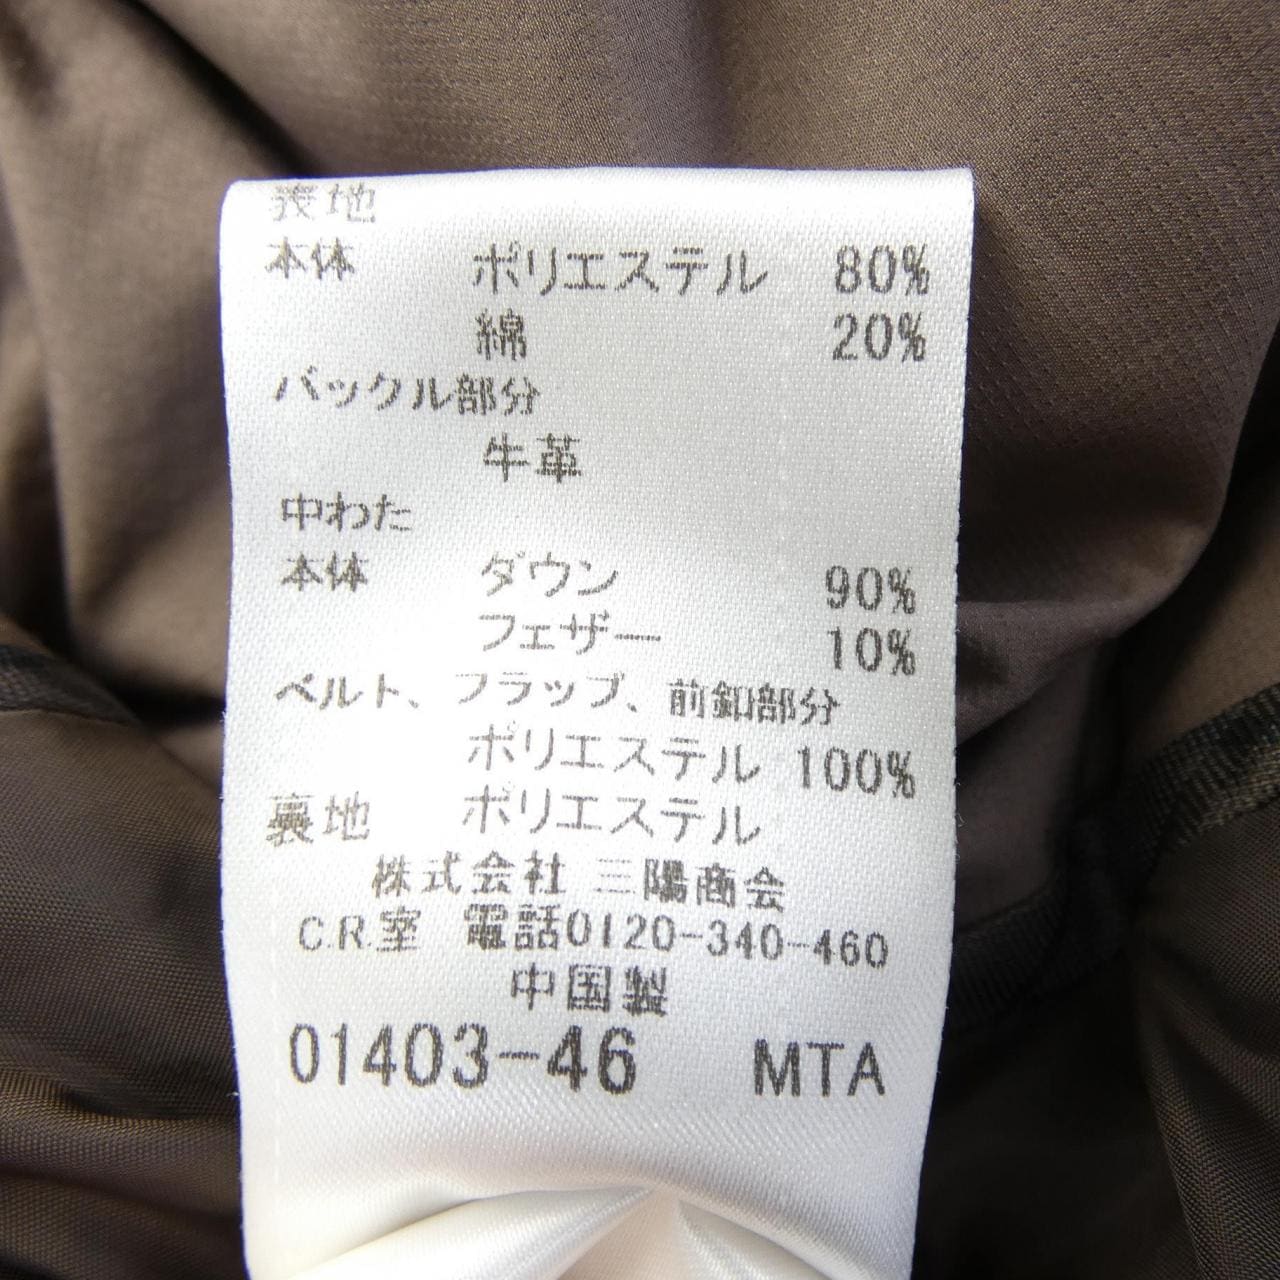 表地
本体 ポリエステル 80%
綿 20%
バックル部分
牛革
中わた
本体 ダウン 90%
フェザー 10%
ベルト、フラップ、前釦部分
ポリエステル 100%
裏地 ポリエステル
株式会社 三陽商会
C.R.室 電話0120-340-460
中国製
01403-46 MTA